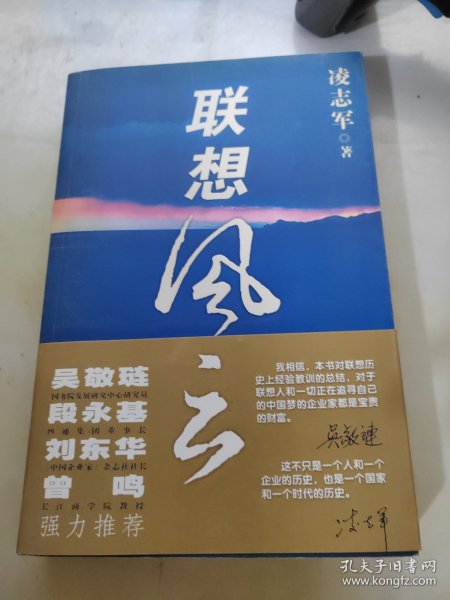 联想风云
凌志军◎著
吴敬琏
国务院发展研究中心研究员
段永基
四通集团董事长
刘东华
《中国企业家》杂志社社长
曾鸣
长江商学院教授
强力推荐
我相信，本书对联想历
史上经验教训的总结，对于
联想人和一切正在追寻自己
的中国梦的企业家都是宝贵
的财富。
吴敬琏
这不只是一个人和一个
企业的历史，也是一个国家
和一个时代的历史。
凌志军
孔夫子旧书网
www.kongfz.com